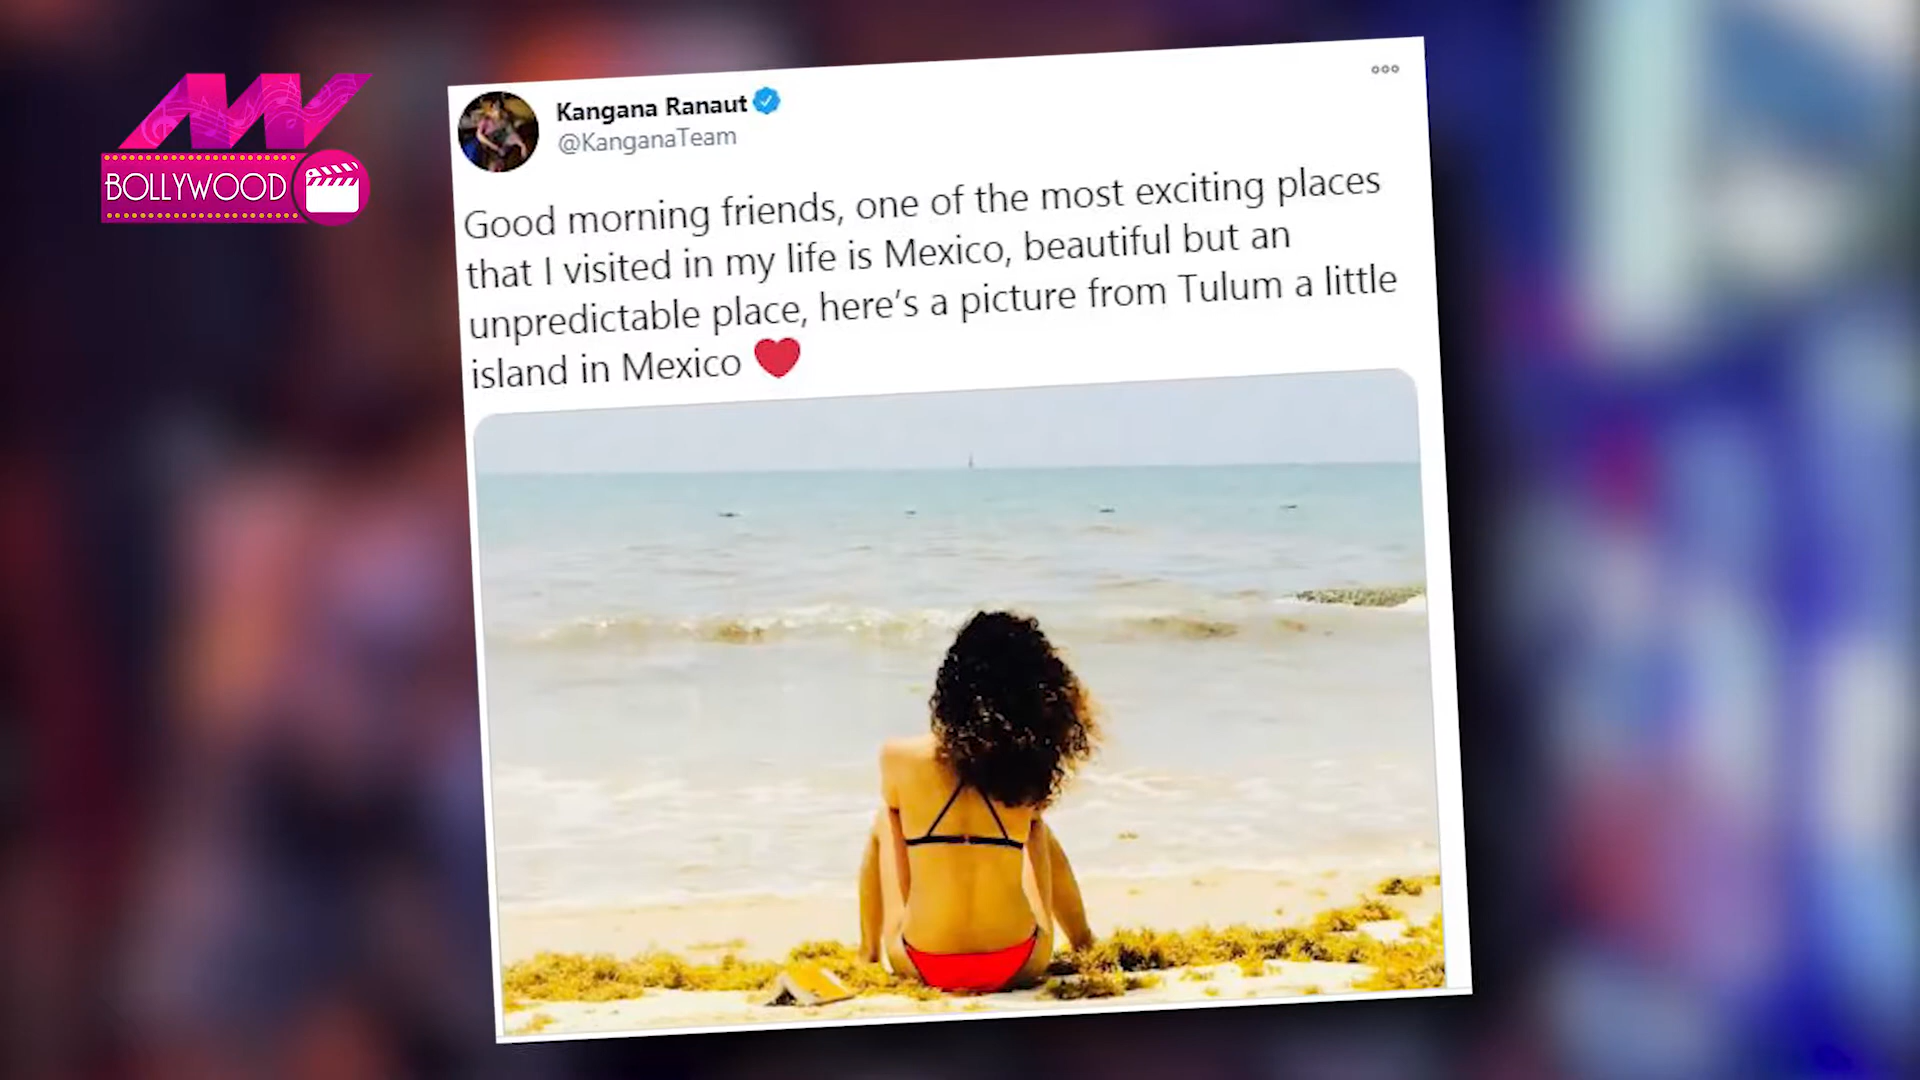 BOLLYWOOD
Kangana Ranaut
@KanganaTeam
Good morning friends, one of the most exciting places
that I visited in my life is Mexico, beautiful but an
unpredictable place, here's a picture from Tulum a little
island in Mexico ❤